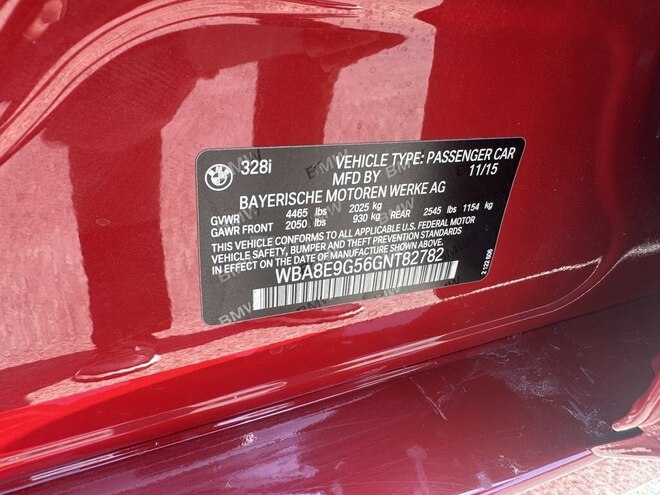 328i VEHICLE TYPE: PASSENGER CAR
MFD BY 11/15
BAYERISCHE MOTOREN WERKE AG
GVWR 4465 lbs 2025 kg
GAWR FRONT 2050 lbs 930 kg REAR 2545 lbs 1154 kg
THIS VEHICLE CONFORMS TO ALL APPLICABLE U.S. FEDERAL MOTOR
VEHICLE SAFETY, BUMPER AND THEFT PREVENTION STANDARDS
IN EFFECT ON THE DATE OF MANUFACTURE SHOWN ABOVE.
WBA8E9G56GNT82782